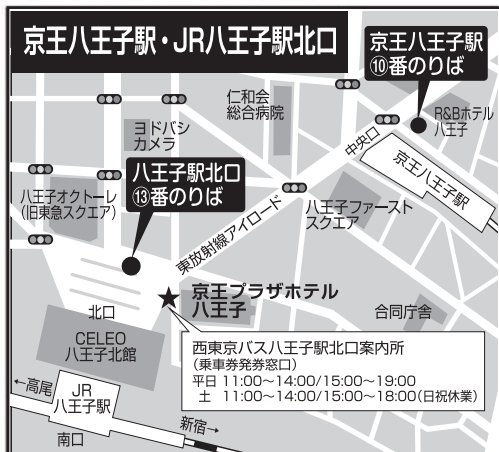 京王八王子駅・JR八王子駅北口
京王八王子駅
⑩番のりば
仁和会
総合病院
R&Bホテル
八王子
ヨドバシ
カメラ
中央口
京王八王子駅
八王子駅北口
⑬番のりば
八王子オクトーレ
(旧東急スクエア)
八王子ファースト
スクエア
東放射線アイロード
京王プラザホテル
八王子
北口
合同庁舎
CELEO
八王子北館
西東京バス八王子駅北口案内所
(乗車券発券窓口)
平日 11:00〜14:00/15:00〜19:00
土 11:00〜14:00/15:00〜18:00(日祝休業)
←高尾
JR
八王子駅
新宿→
南口